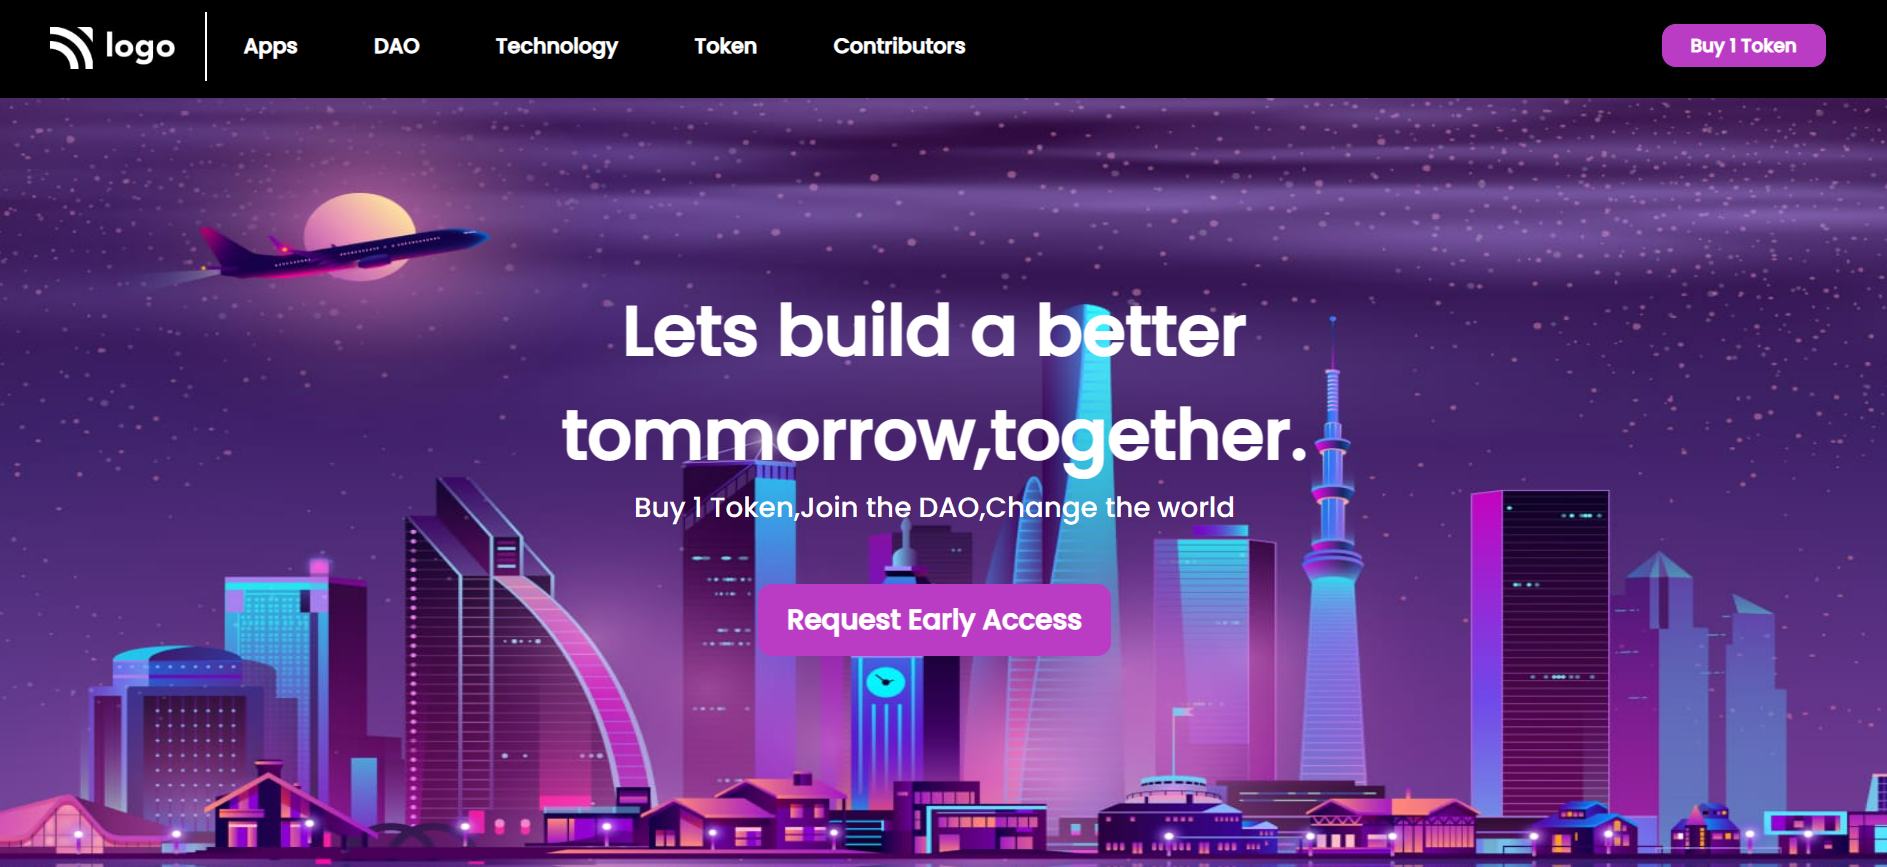 logo
Apps
DAO
Technology
Token
Contributors
Buy 1 Token
Lets build a better
tommorrow,together.
Buy 1 Token,Join the DAO,Change the world
Request Early Access